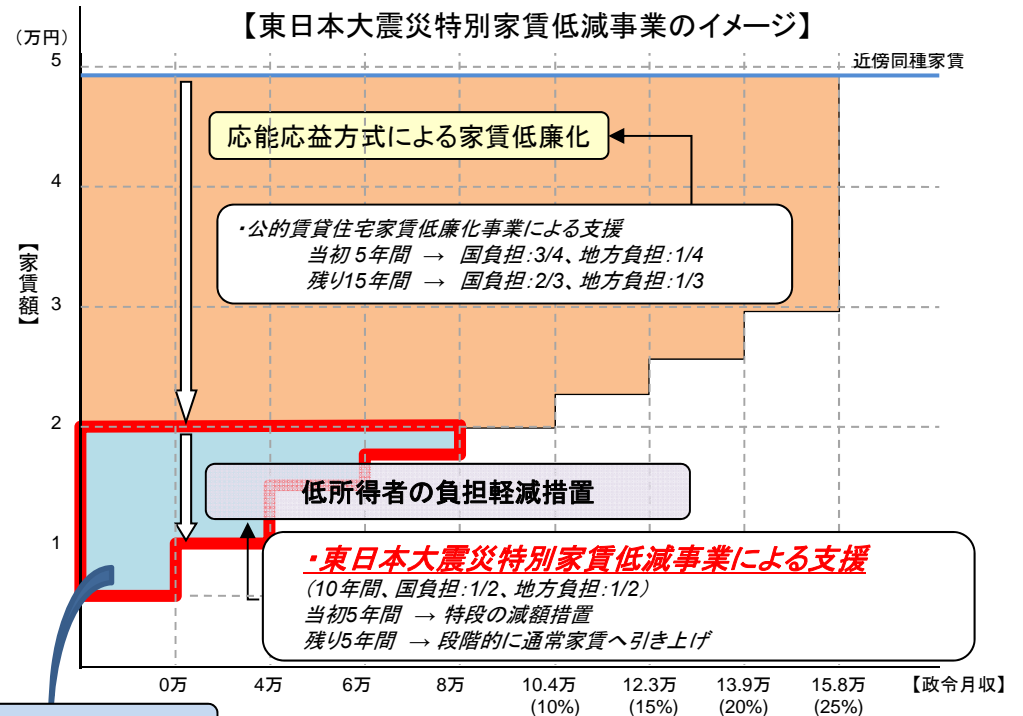 【東日本大震災特別家賃低減事業のイメージ】
(万円)
5
近傍同種家賃
応能応益方式による家賃低廉化
4
・公的賃貸住宅家賃低廉化事業による支援
当初 5年間 → 国負担:3/4、地方負担:1/4
残り15年間 → 国負担:2/3、地方負担:1/3
【家賃額】
3
2
低所得者の負担軽減措置
1
・東日本大震災特別家賃低減事業による支援
(10年間、国負担:1/2、地方負担:1/2)
当初5年間 → 特段の減額措置
残り5年間 → 段階的に通常家賃へ引き上げ
0万 4万 6万 8万 10.4万 12.3万 13.9万 15.8万 【政令月収】
(10%) (15%) (20%) (25%)